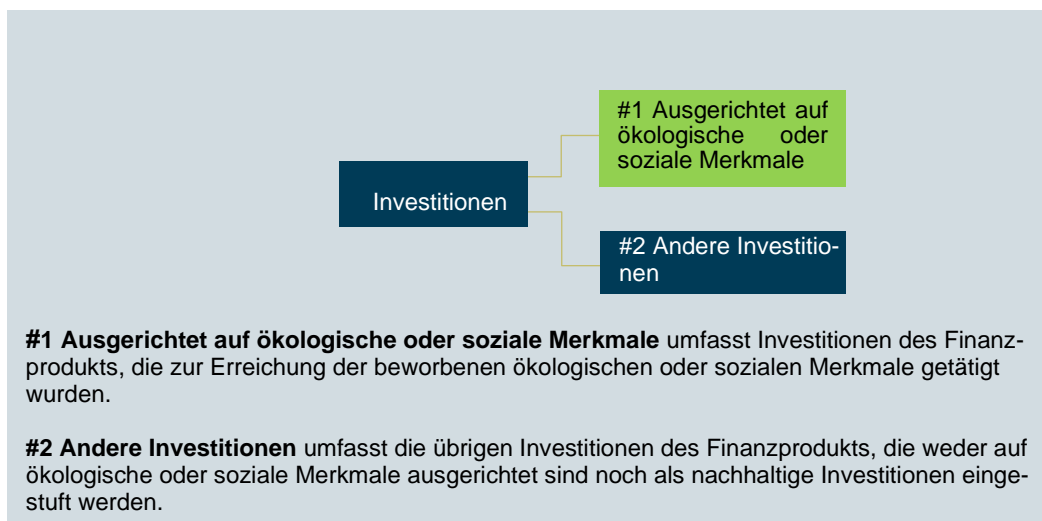 #1 Ausgerichtet auf
ökologische oder
soziale Merkmale
Investitionen
#2 Andere Investitio-
nen
#1 Ausgerichtet auf ökologische oder soziale Merkmale umfasst Investitionen des Finanz-
produkts, die zur Erreichung der beworbenen ökologischen oder sozialen Merkmale getätigt
wurden.
#2 Andere Investitionen umfasst die übrigen Investitionen des Finanzprodukts, die weder auf
ökologische oder soziale Merkmale ausgerichtet sind noch als nachhaltige Investitionen einge-
stuft werden.